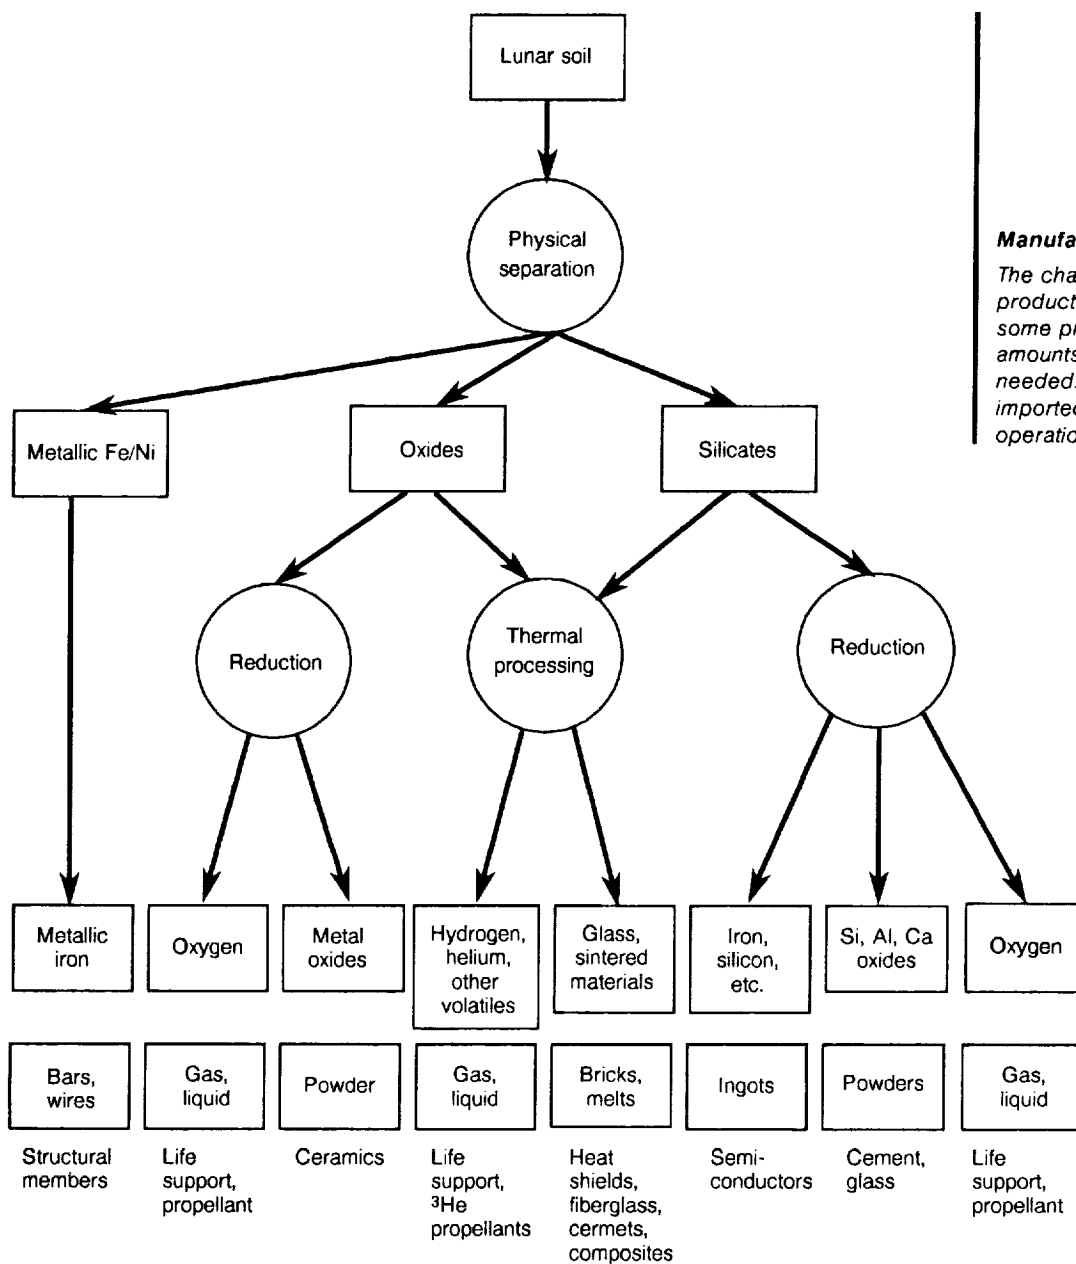 Lunar soil
Physical
separation
Metallic Fe/Ni
Oxides
Silicates
Reduction
Thermal
processing
Reduction
Metallic
iron
Oxygen
Metal
oxides
Hydrogen,
helium,
other
volatiles
Glass,
sintered
materials
Iron,
silicon,
etc.
Si, Al, Ca
oxides
Oxygen
Bars,
wires
Gas,
liquid
Powder
Gas,
liquid
Bricks,
melts
Ingots
Powders
Gas,
liquid
Structural
members
Life
support,
propellant
Ceramics
Life
support,
³He
propellants
Heat
shields,
fiberglass,
cermets,
composites
Semi-
conductors
Cement,
glass
Life
support,
propellant
Manufa
The cha
product
some pr
amounts
needed.
imported
operatio